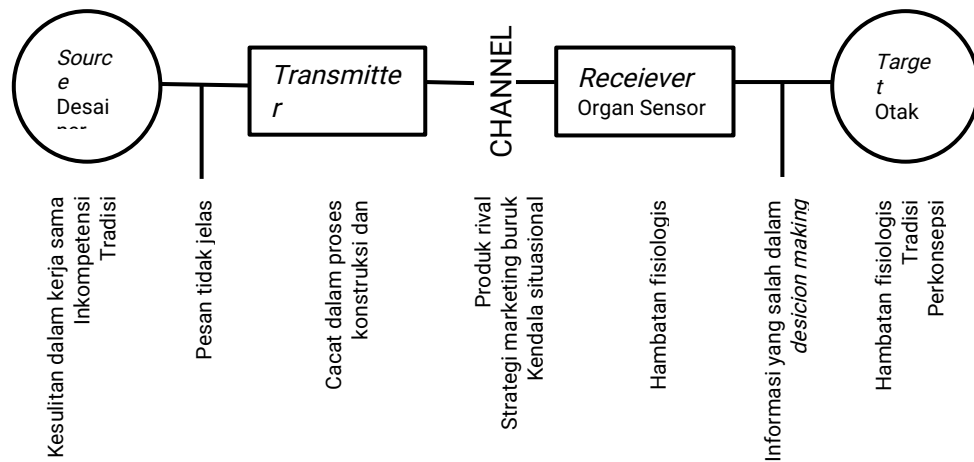 Sourc
e
Desai
Transmitte
r
CHANNEL
Receiever
Organ Sensor
Targe
t
Otak
Kesulitan dalam kerja sama
Inkompetensi
Tradisi
Pesan tidak jelas
Cacat dalam proses
konstruksi dan
Produk rival
Strategi marketing buruk
Kendala situasional
Hambatan fisiologis
Informasi yang salah dalam
desicion making
Hambatan fisiologis
Tradisi
Perkonsepsi